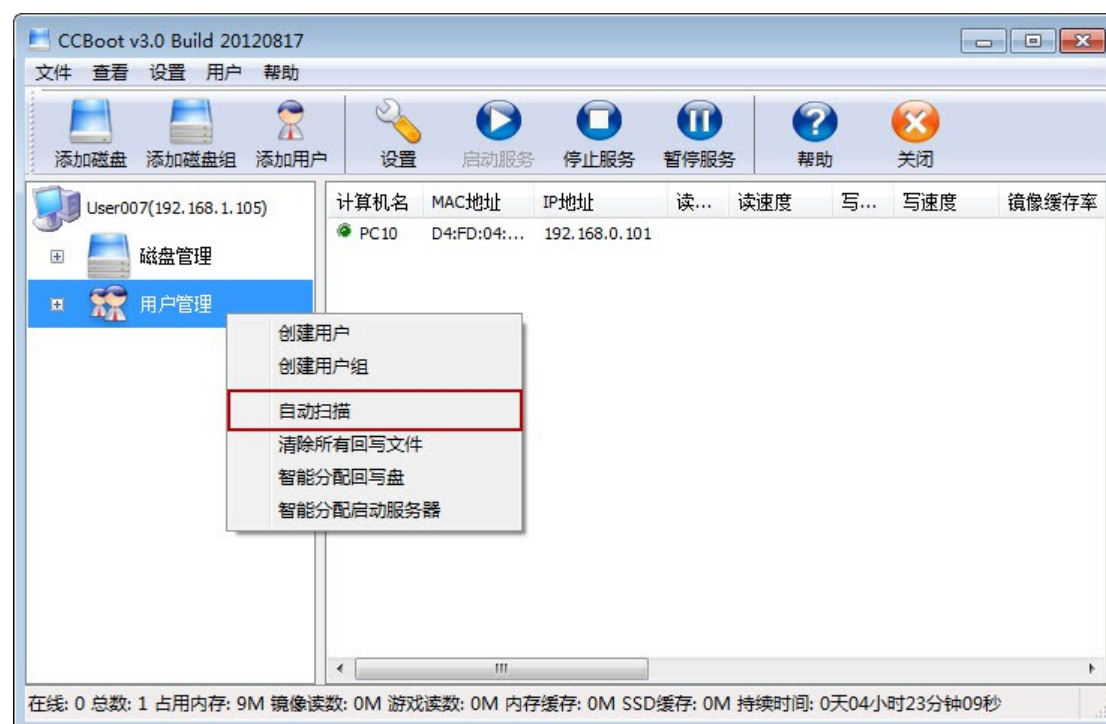 CCBoot v3.0 Build 20120817
文件 查看 设置 用户 帮助
添加磁盘 添加磁盘组 添加用户 设置 启动服务 停止服务 暂停服务 帮助 关闭
User007(192.168.1.105)
磁盘管理
用户管理
计算机名 MAC地址 IP地址 读... 读速度 写... 写速度 镜像缓存率
PC10 D4:FD:04:... 192.168.0.101
创建用户
创建用户组
自动扫描
清除所有回写文件
智能分配回写盘
智能分配启动服务器
在线: 0 总数: 1 占用内存: 9M 镜像读数: 0M 游戏读数: 0M 内存缓存: 0M SSD缓存: 0M 持续时间: 0天04小时23分钟09秒